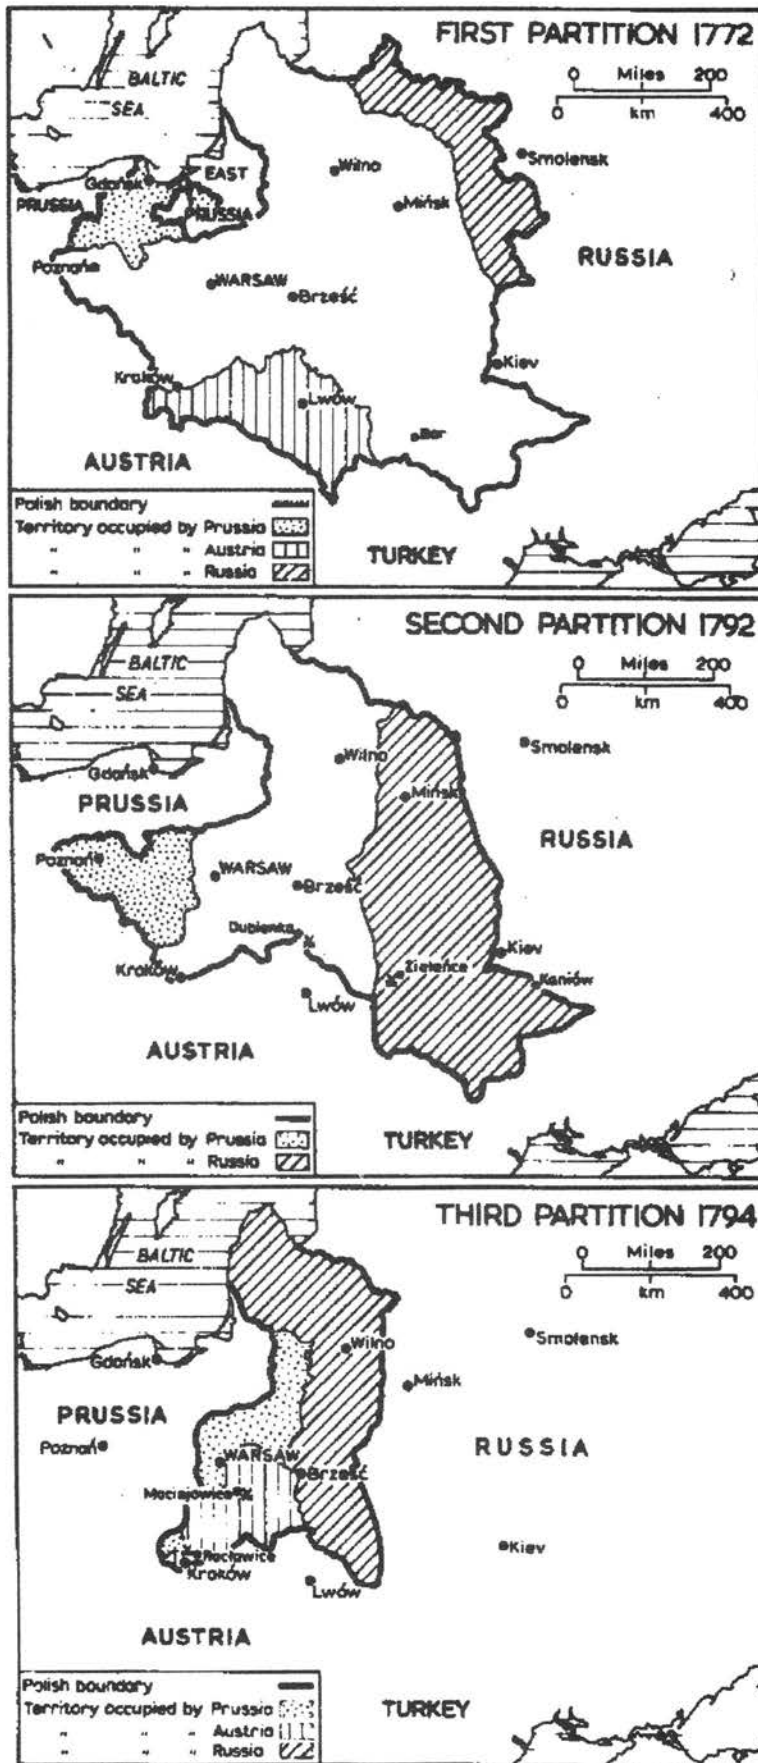 FIRST PARTITION 1772
0 Miles 200
0 km 400
BALTIC
SEA
Smolensk
Wilno
Gdańsk
EAST
PRUSSIA
PRUSSIA
Mińsk
RUSSIA
Poznań
WARSAW
Brześć
Kiev
Kraków
Lwów
Bar
AUSTRIA
Polish boundary
Territory occupied by Prussia
" " " Austria
" " " Russia
TURKEY
SECOND PARTITION 1792
0 Miles 200
0 km 400
BALTIC
SEA
Smolensk
Wilno
Gdańsk
PRUSSIA
Mińsk
RUSSIA
Poznań
WARSAW
Brześć
Dubienka
Kiev
Kraków
Zieleńce
Kaniów
Lwów
AUSTRIA
Polish boundary
Territory occupied by Prussia
" " " Russia
TURKEY
THIRD PARTITION 1794
0 Miles 200
0 km 400
BALTIC
SEA
Smolensk
Wilno
Gdańsk
Mińsk
PRUSSIA
Poznań
RUSSIA
WARSAW
Brześć
Maciejowice
Racławice
Kiev
Kraków
Lwów
AUSTRIA
Polish boundary
Territory occupied by Prussia
" " " Austria
" " " Russia
TURKEY